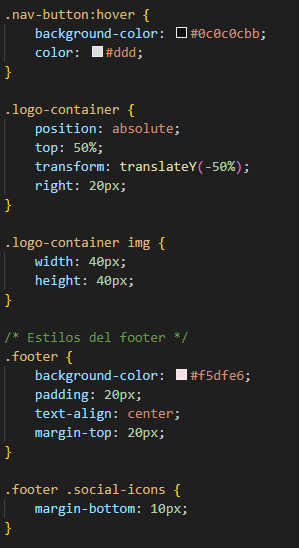 .nav-button:hover {
    background-color: #0c0c0cbb;
    color: #ddd;
}

.logo-container {
    position: absolute;
    top: 50%;
    transform: translateY(-50%);
    right: 20px;
}

.logo-container img {
    width: 40px;
    height: 40px;
}

/* Estilos del footer */
.footer {
    background-color: #f5dfe6;
    padding: 20px;
    text-align: center;
    margin-top: 20px;
}

.footer .social-icons {
    margin-bottom: 10px;
}